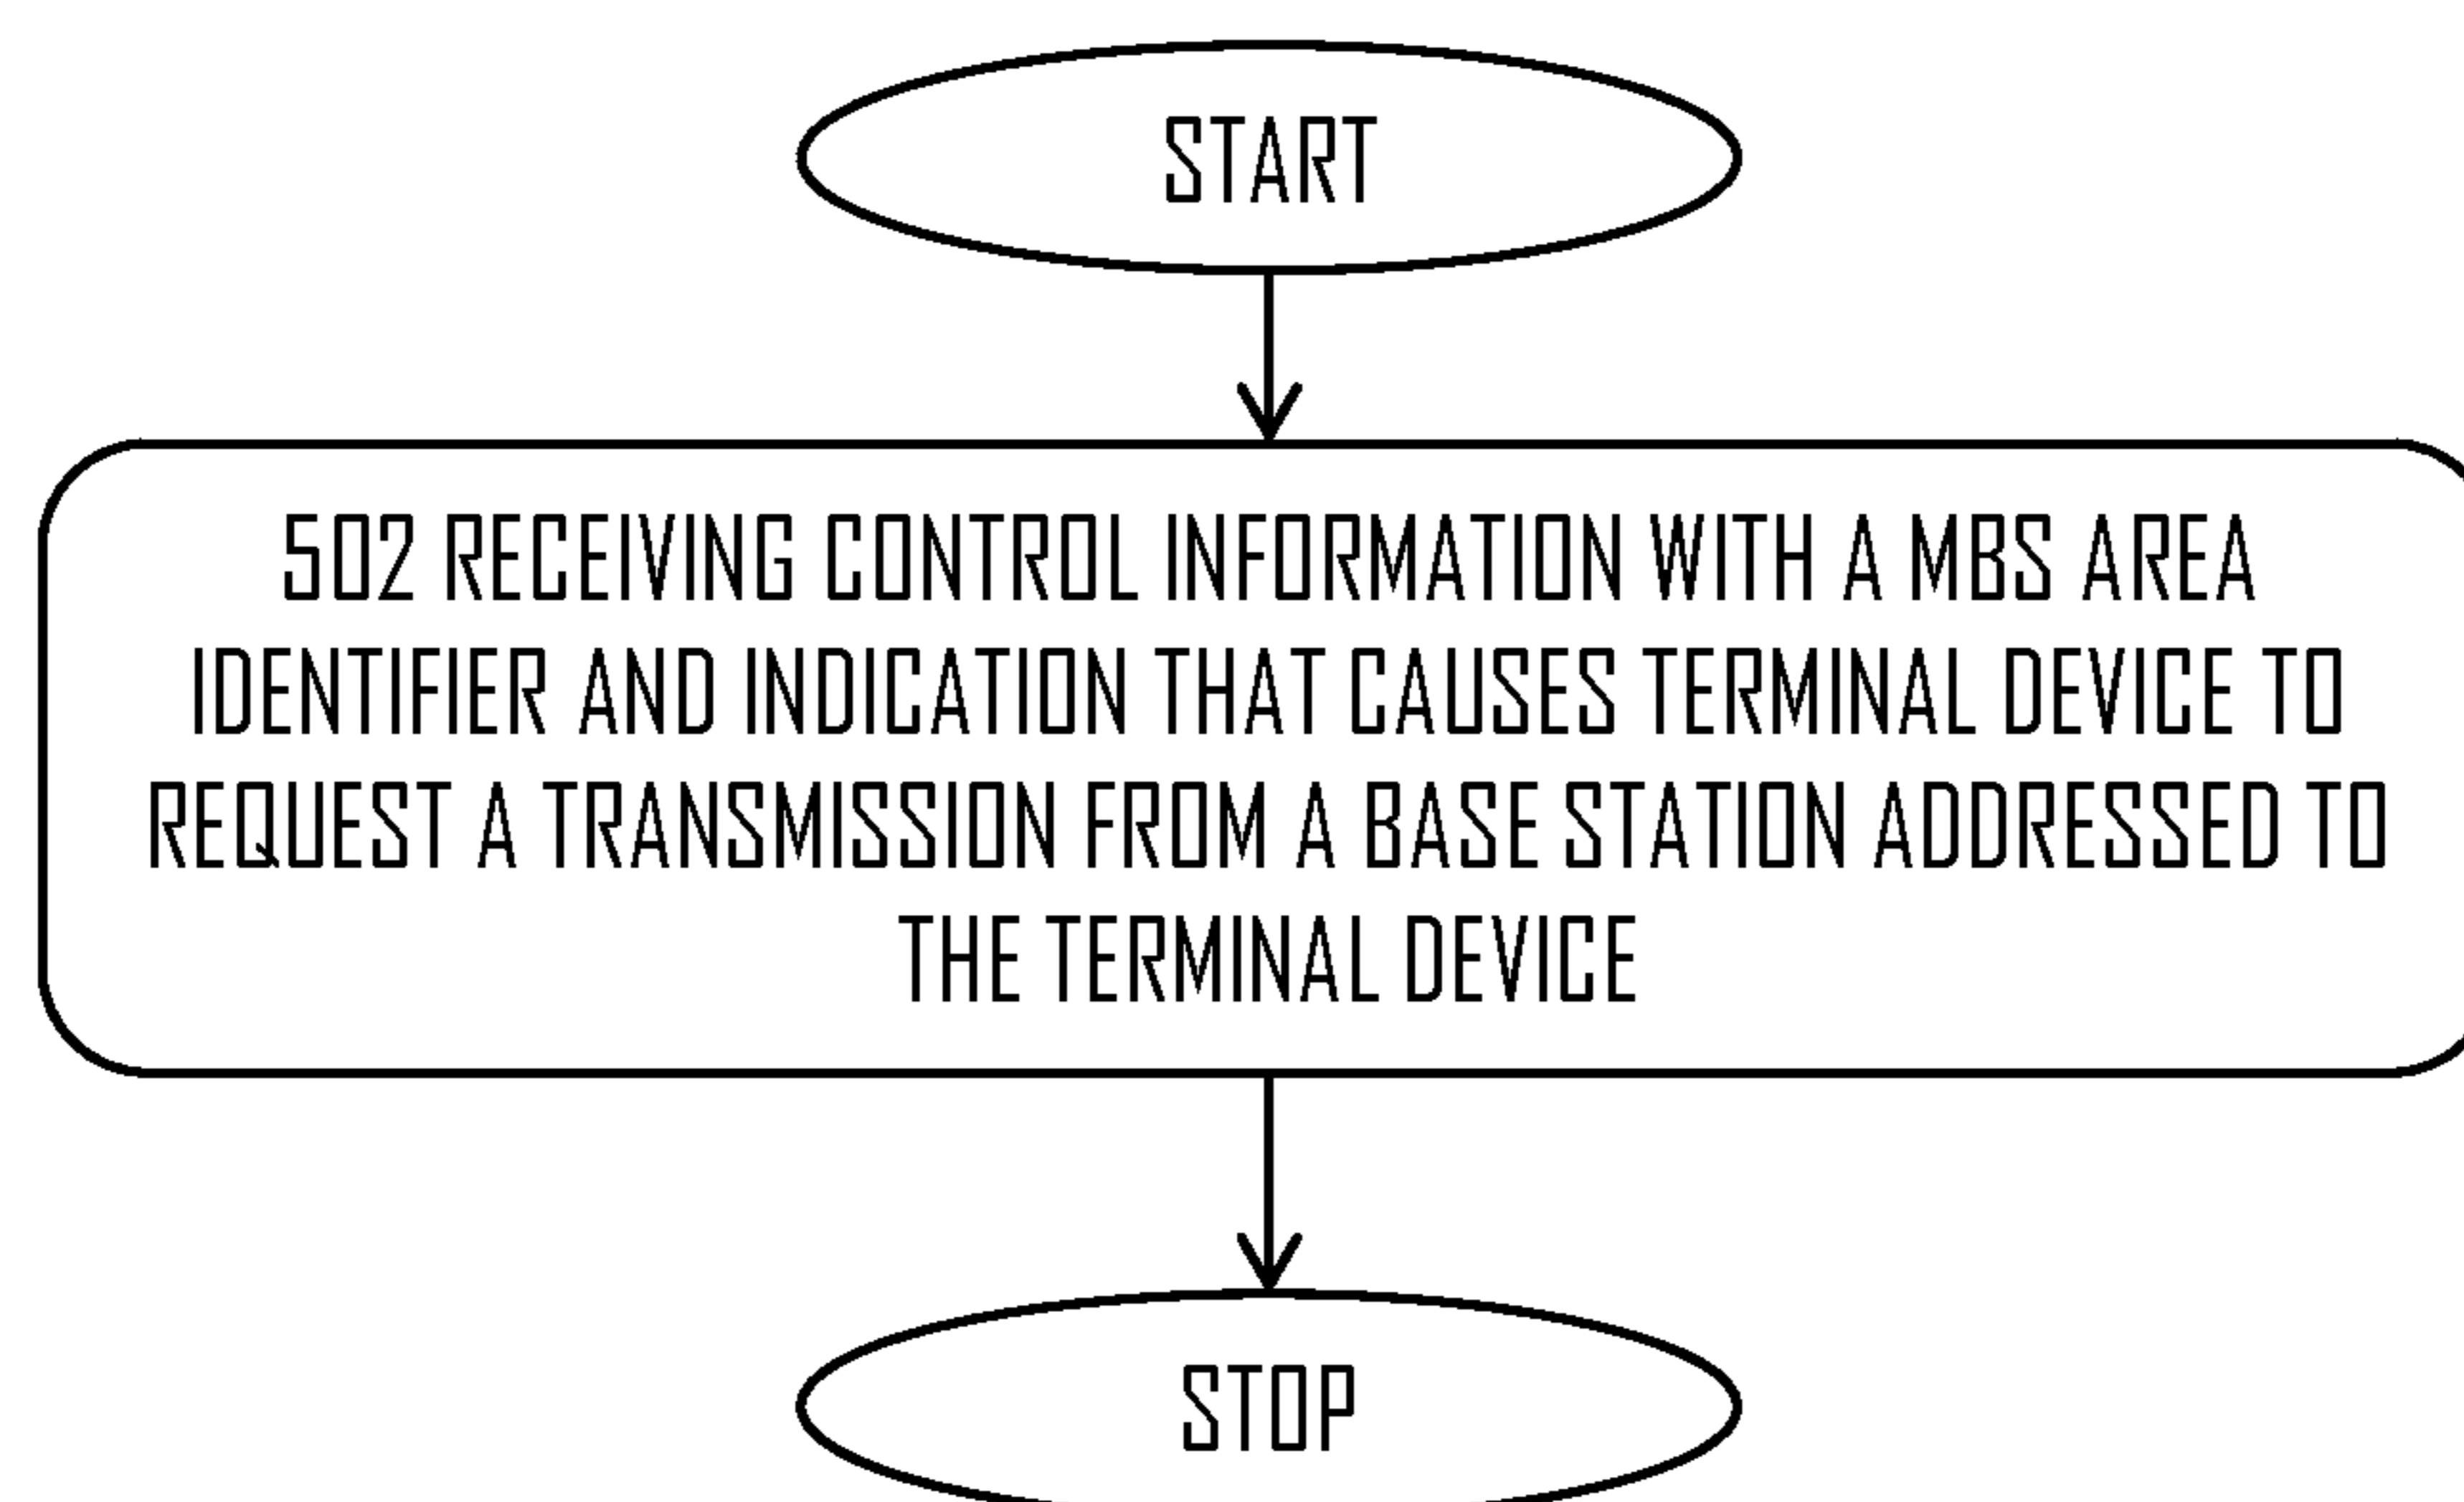 START
502 RECEIVING CONTROL INFORMATION WITH A MBS AREA
IDENTIFIER AND INDICATION THAT CAUSES TERMINAL DEVICE TO
REQUEST A TRANSMISSION FROM A BASE STATION ADDRESSED TO
THE TERMINAL DEVICE
STOP